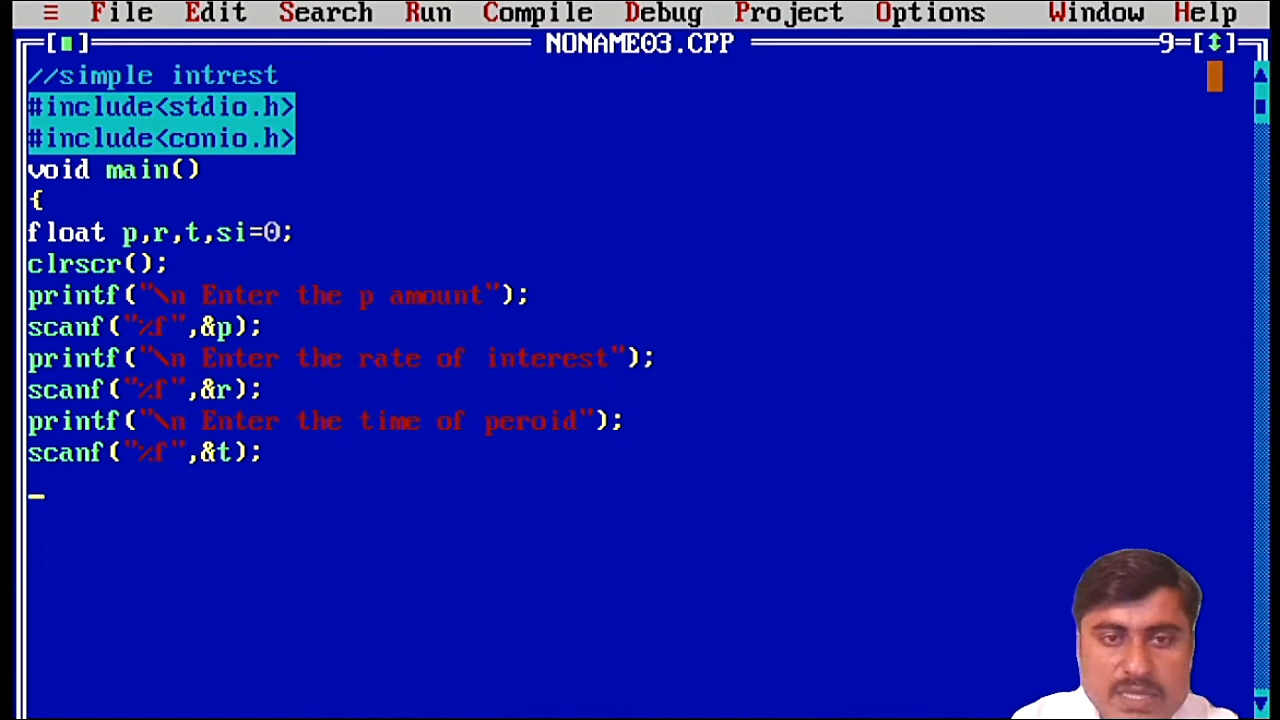 ≡ File Edit Search Run Compile Debug Project Options Window Help
[■] NONAME03.CPP 9=[↕]
//simple intrest
#include<stdio.h>
#include<conio.h>
void main()
{
float p,r,t,si=0;
clrscr();
printf("\n Enter the p amount");
scanf("%f",&p);
printf("\n Enter the rate of interest");
scanf("%f",&r);
printf("\n Enter the time of peroid");
scanf("%f",&t);